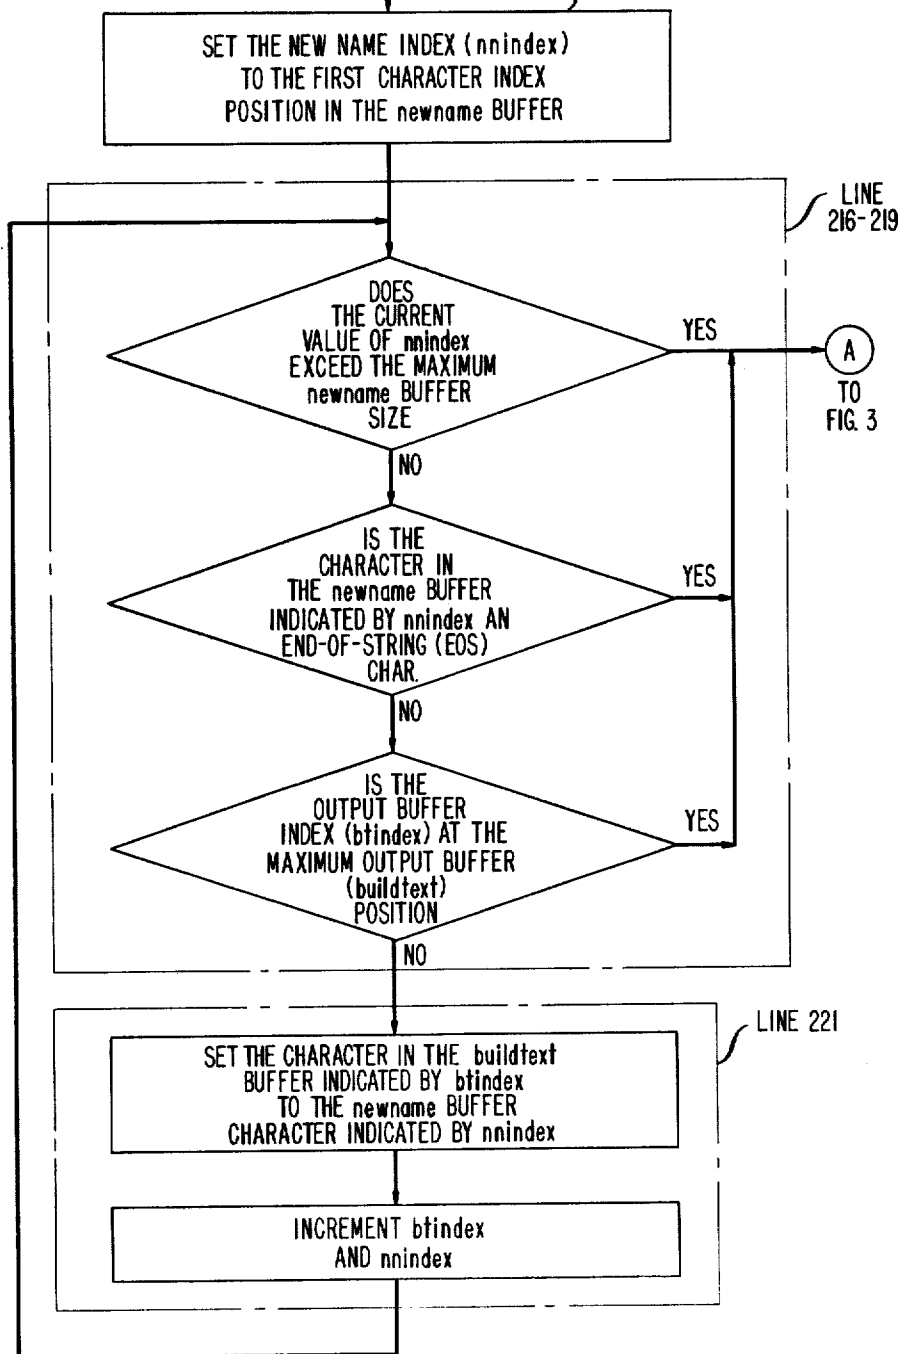 SET THE NEW NAME INDEX (nnindex)
TO THE FIRST CHARACTER INDEX
POSITION IN THE newname BUFFER
LINE
216-219
DOES
THE CURRENT
VALUE OF nnindex
EXCEED THE MAXIMUM
newname BUFFER
SIZE
YES
A
TO
FIG. 3
NO
IS THE
CHARACTER IN
THE newname BUFFER
INDICATED BY nnindex AN
END-OF-STRING (EOS)
CHAR.
YES
NO
IS THE
OUTPUT BUFFER
INDEX (btindex) AT THE
MAXIMUM OUTPUT BUFFER
(buildtext)
POSITION
YES
NO
LINE 221
SET THE CHARACTER IN THE buildtext
BUFFER INDICATED BY btindex
TO THE newname BUFFER
CHARACTER INDICATED BY nnindex
INCREMENT btindex
AND nnindex